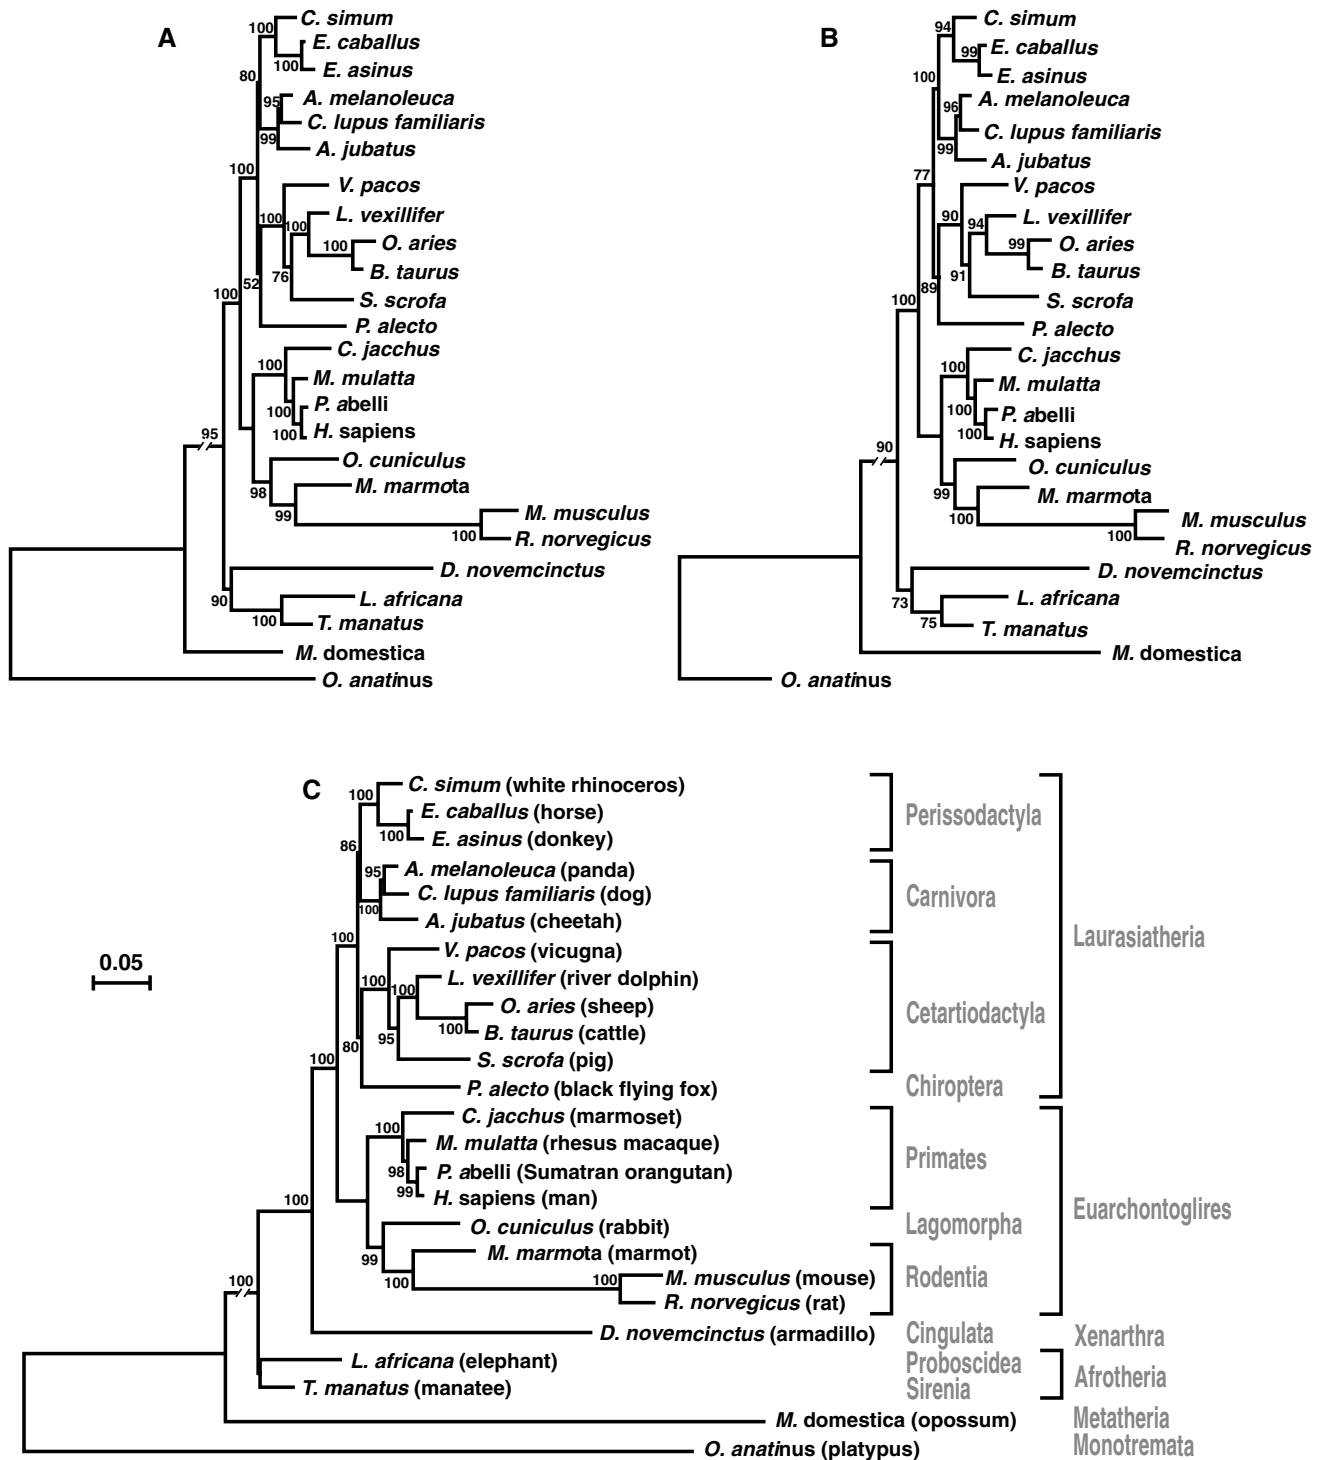 A
100
C. simum
E. caballus
100
E. asinus
80
95
A. melanoleuca
C. lupus familiaris
99
A. jubatus
100
V. pacos
100
100
L. vexillifer
100
O. aries
76
B. taurus
52
S. scrofa
100
P. alecto
C. jacchus
100
M. mulatta
100
P. abelli
100
H. sapiens
95
O. cuniculus
98
M. marmota
99
M. musculus
100
R. norvegicus
D. novemcinctus
90
L. africana
100
T. manatus
M. domestica
O. anatinus
B
94
C. simum
99
E. caballus
100
E. asinus
96
A. melanoleuca
C. lupus familiaris
99
A. jubatus
77
V. pacos
90
94
L. vexillifer
99
O. aries
91
B. taurus
89
S. scrofa
100
P. alecto
C. jacchus
100
M. mulatta
100
P. abelli
100
H. sapiens
90
O. cuniculus
99
M. marmota
100
M. musculus
100
R. norvegicus
D. novemcinctus
73
L. africana
75
T. manatus
M. domestica
O. anatinus
C
100
C. simum (white rhinoceros)
E. caballus (horse)
100
E. asinus (donkey)
86
95
A. melanoleuca (panda)
C. lupus familiaris (dog)
100
A. jubatus (cheetah)
100
V. pacos (vicugna)
100
100
L. vexillifer (river dolphin)
O. aries (sheep)
100
95
B. taurus (cattle)
80
S. scrofa (pig)
100
P. alecto (black flying fox)
C. jacchus (marmoset)
100
M. mulatta (rhesus macaque)
98
P. abelli (Sumatran orangutan)
99
H. sapiens (man)
100
O. cuniculus (rabbit)
99
M. marmota (marmot)
100
100
M. musculus (mouse)
R. norvegicus (rat)
100
D. novemcinctus (armadillo)
L. africana (elephant)
T. manatus (manatee)
M. domestica (opossum)
O. anatinus (platypus)
0.05
Perissodactyla
Carnivora
Cetartiodactyla
Chiroptera
Primates
Lagomorpha
Rodentia
Cingulata
Proboscidea
Sirenia
Laurasiatheria
Euarchontoglires
Xenarthra
Afrotheria
Metatheria
Monotremata